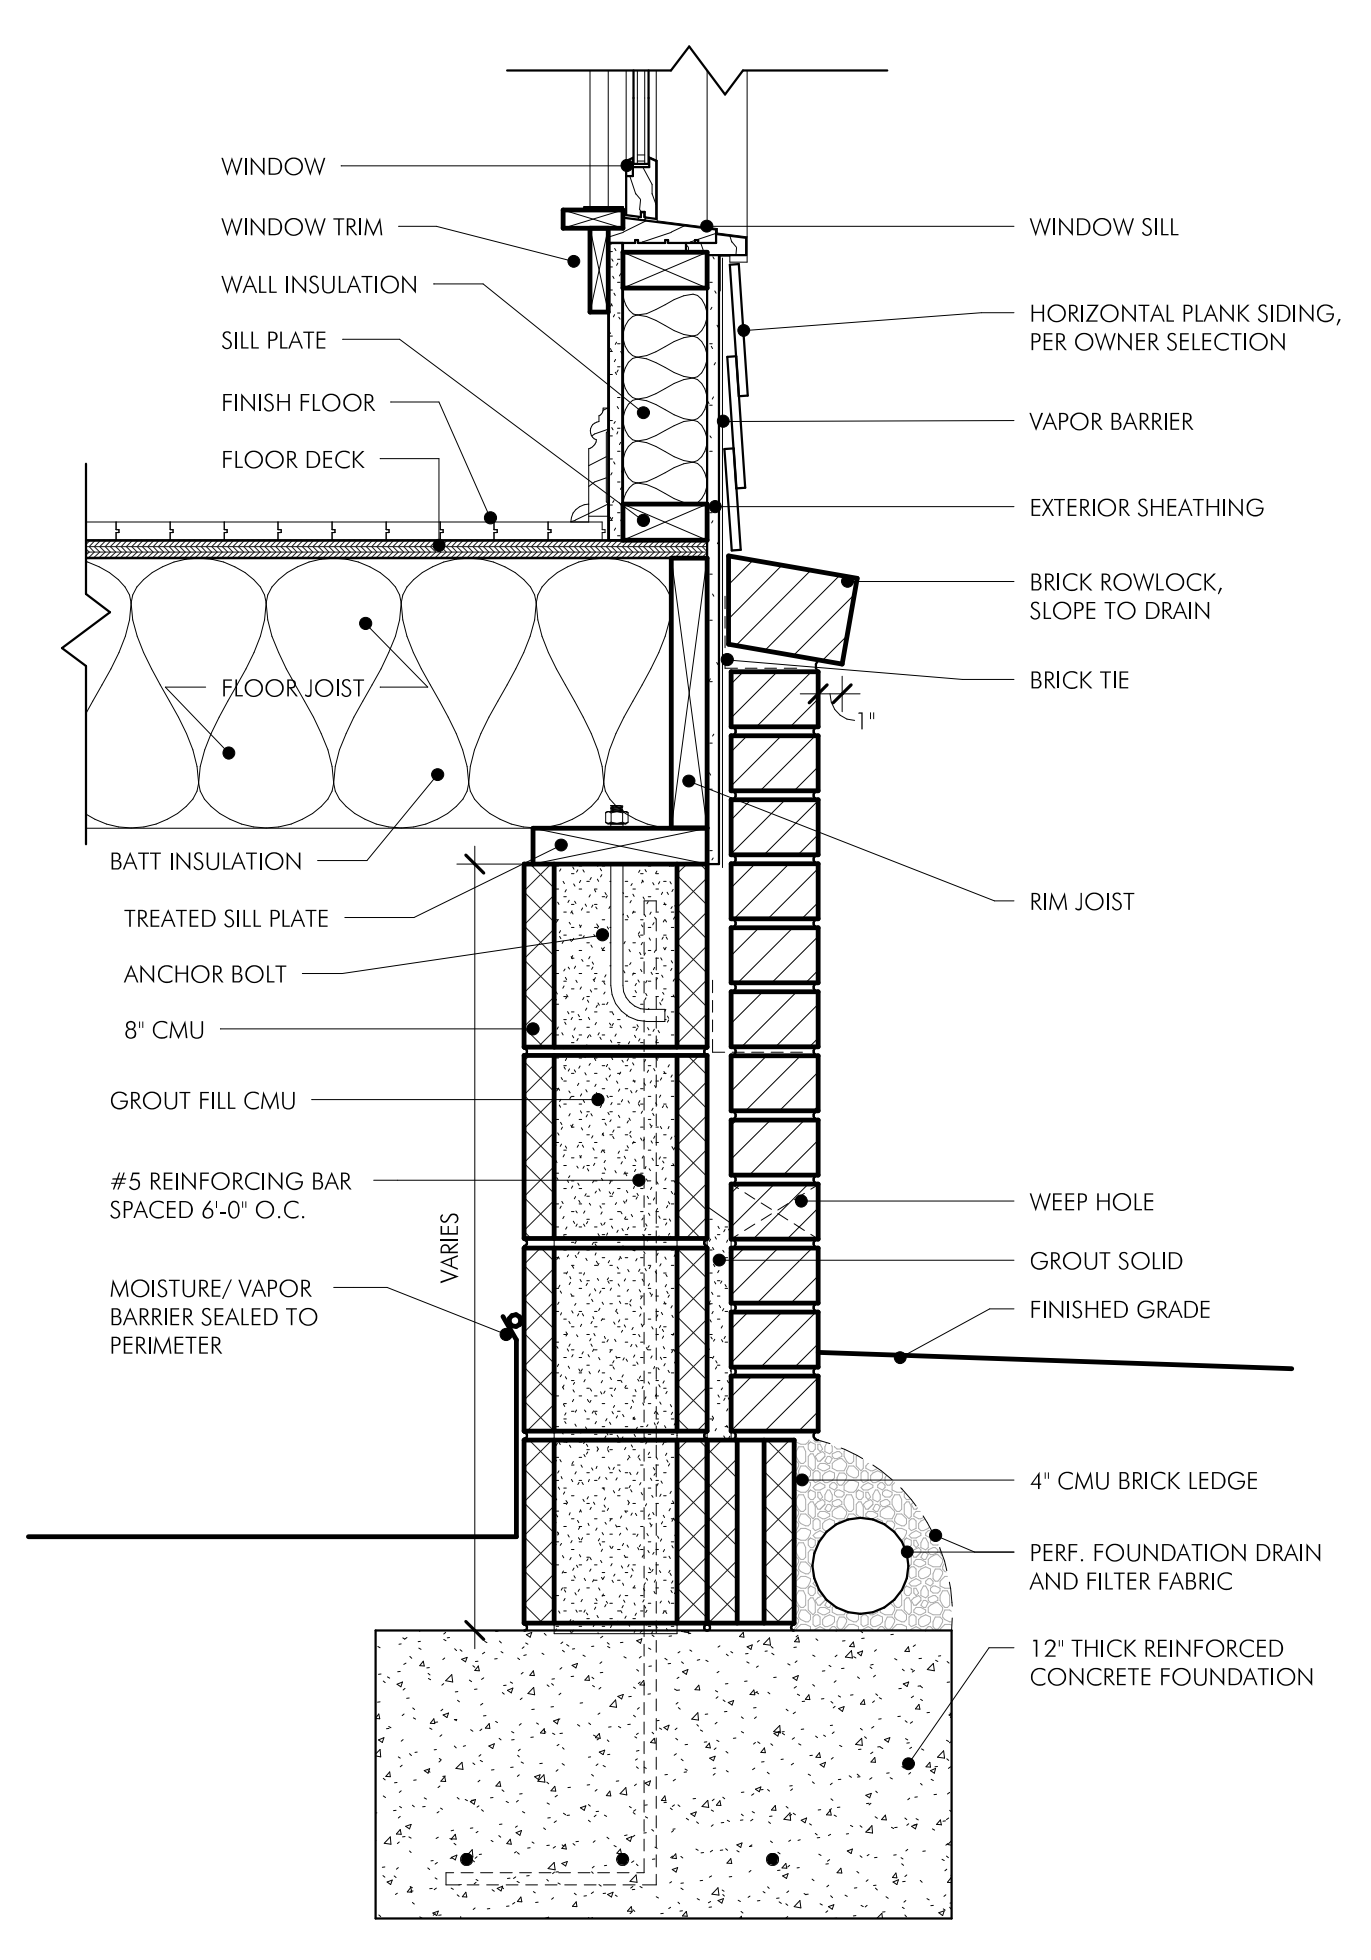 WINDOW
WINDOW TRIM
WALL INSULATION
SILL PLATE
FINISH FLOOR
FLOOR DECK
FLOOR JOIST
BATT INSULATION
TREATED SILL PLATE
ANCHOR BOLT
8" CMU
GROUT FILL CMU
#5 REINFORCING BAR
SPACED 6'-0" O.C.
VARIES
MOISTURE/ VAPOR
BARRIER SEALED TO
PERIMETER
WINDOW SILL
HORIZONTAL PLANK SIDING,
PER OWNER SELECTION
VAPOR BARRIER
EXTERIOR SHEATHING
BRICK ROWLOCK,
SLOPE TO DRAIN
BRICK TIE
1"
RIM JOIST
WEEP HOLE
GROUT SOLID
FINISHED GRADE
4" CMU BRICK LEDGE
PERF. FOUNDATION DRAIN
AND FILTER FABRIC
12" THICK REINFORCED
CONCRETE FOUNDATION